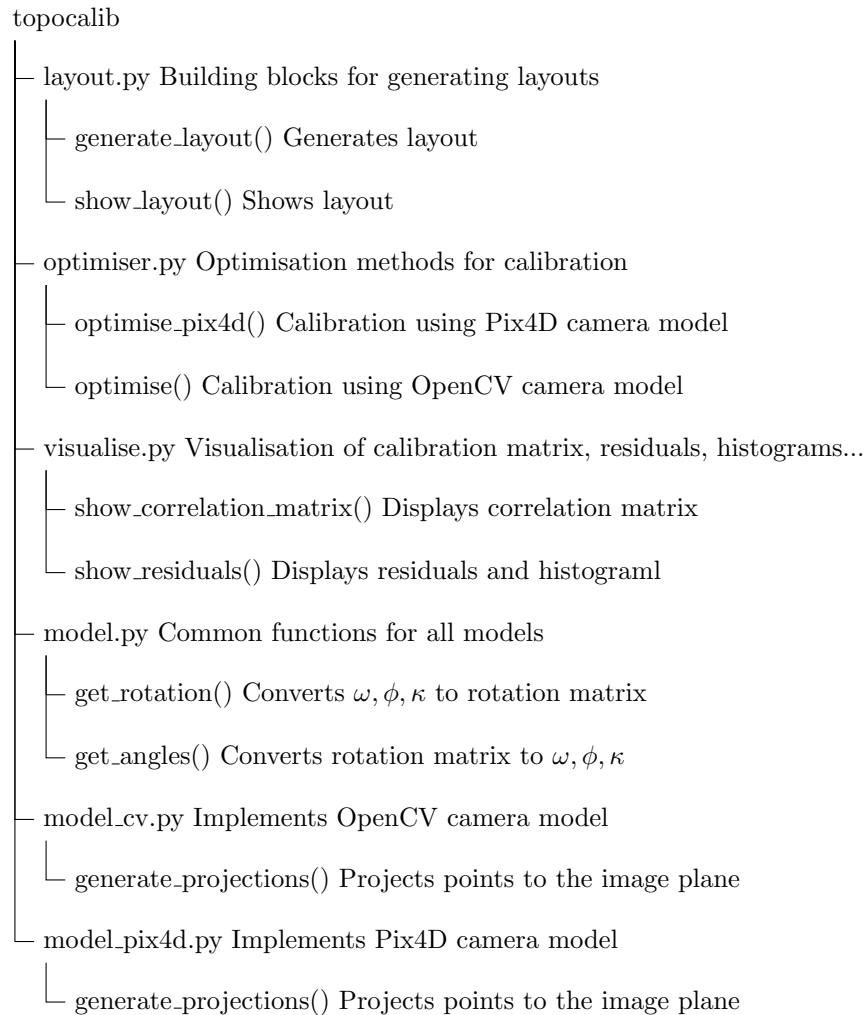 topocalib
layout.py Building blocks for generating layouts
generate_layout() Generates layout
show_layout() Shows layout
optimiser.py Optimisation methods for calibration
optimise_pix4d() Calibration using Pix4D camera model
optimise() Calibration using OpenCV camera model
visualise.py Visualisation of calibration matrix, residuals, histograms...
show_correlation_matrix() Displays correlation matrix
show_residuals() Displays residuals and histograml
model.py Common functions for all models
get_rotation() Converts ω, ϕ, κ to rotation matrix
get_angles() Converts rotation matrix to ω, ϕ, κ
model_cv.py Implements OpenCV camera model
generate_projections() Projects points to the image plane
model_pix4d.py Implements Pix4D camera model
generate_projections() Projects points to the image plane